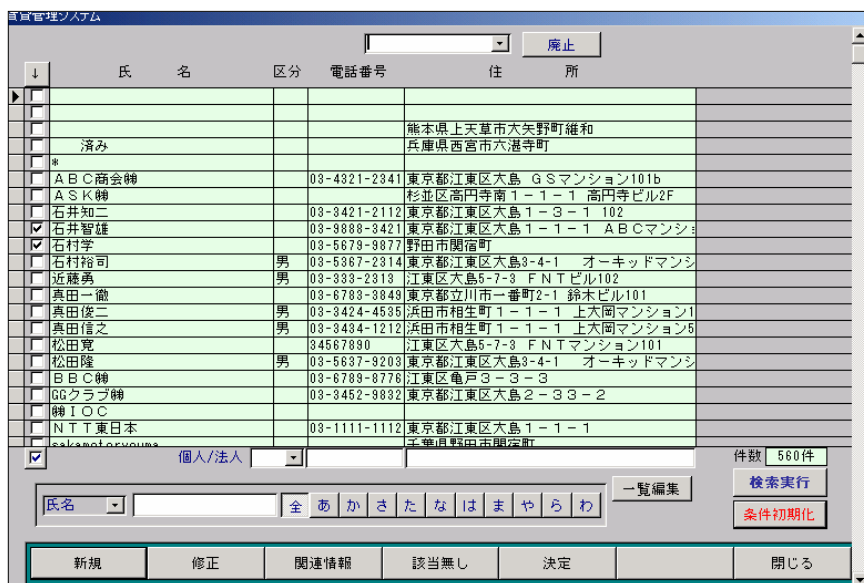 賃貸管理システム
廃止
↓ 氏 名 区分 電話番号 住 所
熊本県上天草市大矢野町維和
済み 兵庫県西宮市六湛寺町
*
ＡＢＣ商会㈱ 03-4321-2341 東京都江東区大島 ＧＳマンション101b
ＡＳＫ㈱ 杉並区高円寺南１－１－１ 高円寺ビル2F
石井知二 03-3421-2112 東京都江東区大島１－３－１ 102
石井智雄 03-9888-3421 東京都江東区大島１－１－１ ＡＢＣマンショ
石村学 03-5679-9877 野田市関宿町
石村裕司 男 03-5367-2314 東京都江東区大島3-4-1 オーキッドマンシ
近藤勇 男 03-333-2313 江東区大島5-7-3 ＦＮＴビル102
真田一徹 03-6783-3849 東京都立川市一番町2-1 鈴木ビル101
真田俊二 男 03-3424-4535 浜田市相生町１－１－１ 上大岡マンション1
真田信之 男 03-3434-1212 浜田市相生町１－１－１ 上大岡マンション5
松田寛 34567890 江東区大島5-7-3 ＦＮＴマンション101
松田隆 男 03-5637-9203 東京都江東区大島3-4-1 オーキッドマンシ
ＢＢＣ㈱ 03-6789-8776 江東区亀戸３－３－３
GGクラブ㈱ 03-3452-9832 東京都江東区大島２－３３－２
㈱ＩＯＣ
ＮＴＴ東日本 03-1111-1112 東京都江東区大島１－１－１
sakamotoryouma 千葉県野田市関宿町
個人/法人 件数 560件
一覧編集 検索実行
氏名 全 あ か さ た な は ま や ら わ
条件初期化
新規 修正 関連情報 該当無し 決定 閉じる